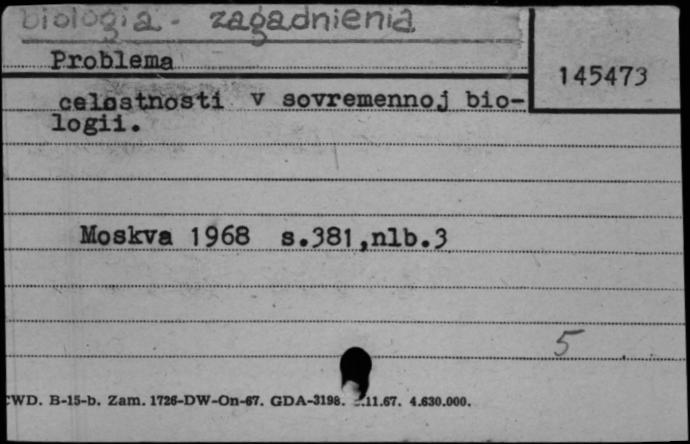 biologia - zagadnienia
Problema
145473
celostnosti v sovremennoj bio-
logii.
Moskva 1968 s.381,nlb.3
5
CWD. B-15-b. Zam. 1726-DW-On-67. GDA-3198. .11.67. 4.630.000.